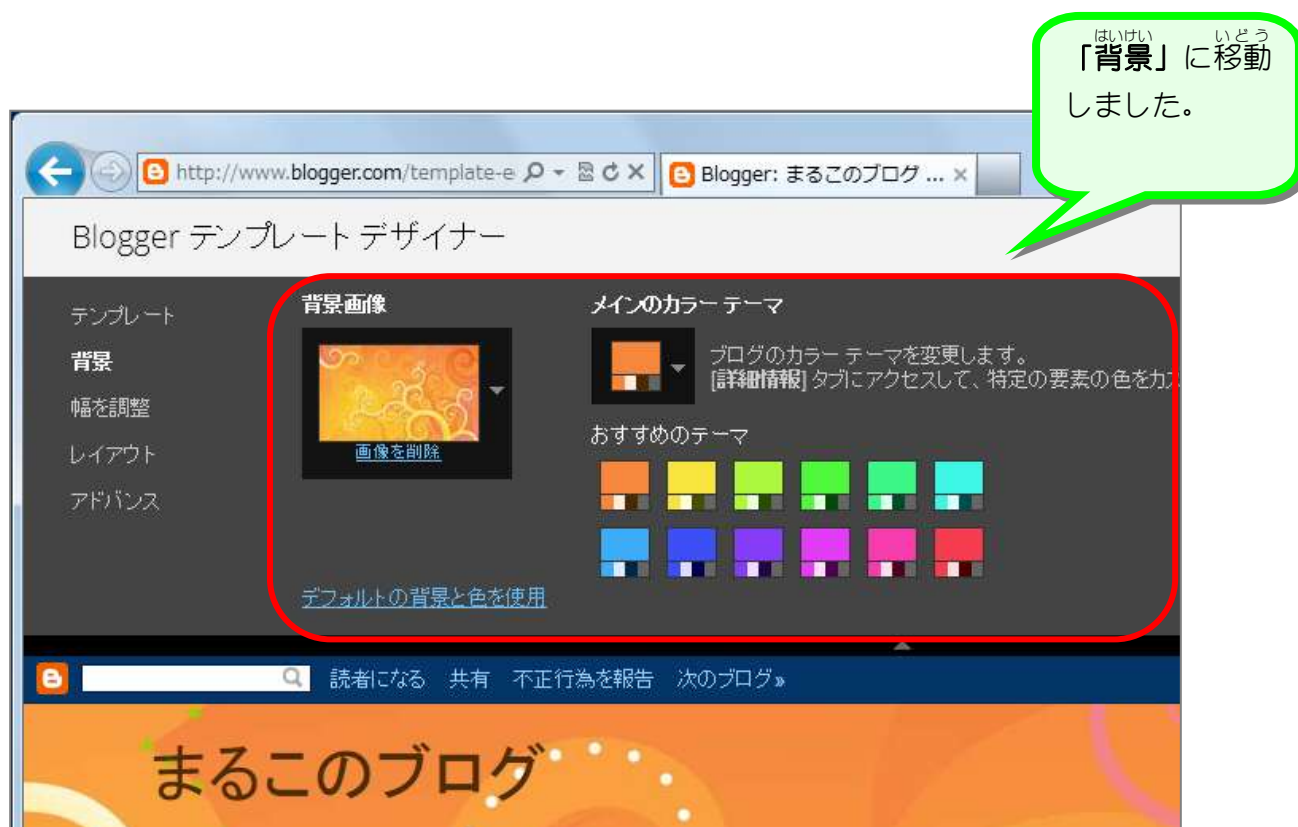 はいけい いどう
「背景」に移動
しました。
http://www.blogger.com/template-e
Blogger: まるこのブログ ...
Blogger テンプレート デザイナー
テンプレート
背景
幅を調整
レイアウト
アドバンス
背景画像
画像を削除
デフォルトの背景と色を使用
メインのカラー テーマ
ブログのカラー テーマを変更します。
[詳細情報] タブにアクセスして、特定の要素の色をカス
おすすめのテーマ
読者になる 共有 不正行為を報告 次のブログ»
まるこのブログ